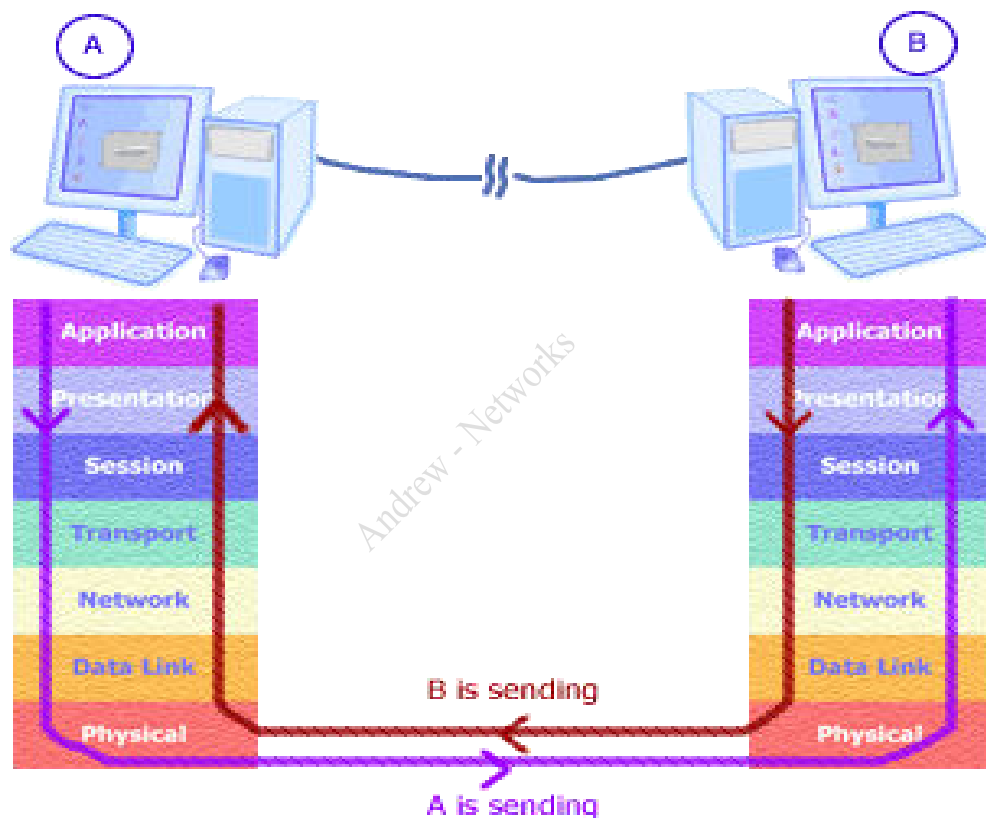 A
B
Application
Presentation
Session
Transport
Network
Data Link
Physical
Application
Presentation
Session
Transport
Network
Data Link
Physical
Andrew - Networks
B is sending
A is sending